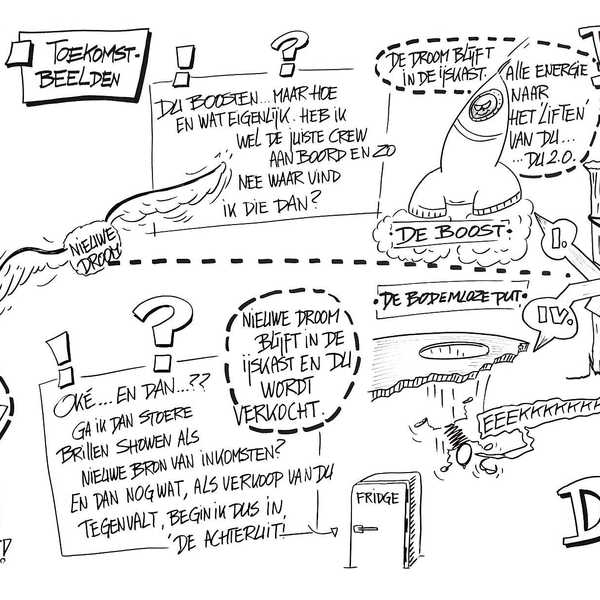 TOEKOMST-
BEELDEN
! ?
DU BOOSTEN... MAAR HOE
EN WAT EIGENLIJK. HEB IK
WEL DE JUISTE CREW
AAN BOORD EN ZO
NEE WAAR VIND
IK DIE DAN?
DE DROOM BLIJFT
IN DE IJSKAST.
ALLE ENERGIE
NAAR
HET 'LIFTEN'
VAN DU...
...DU 2.0.
DE BOOST
I.
NIEUWE
DROOM
• DE BODEMLOZE PUT •
IV.
EEEKKKKKKKK
! ?
OKÉ... EN DAN...??
GA IK DAN STOERE
BRILLEN SHOWEN ALS
NIEUWE BRON VAN INKOMSTEN?
EN DAN NOG WAT, ALS VERKOOP VAN DU
TEGENVALT, BEGIN IK DUS IN
'DE ACHTERUIT!
NIEUWE DROOM
BLIJFT IN DE
IJSKAST EN DU
WORDT
VERKOCHT.
FRIDGE
D